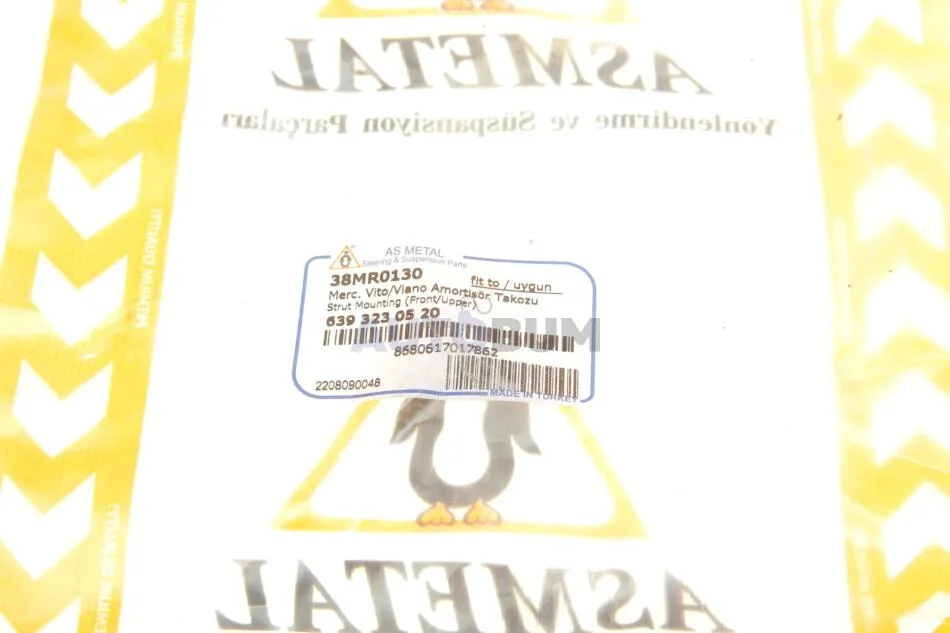 ASMETAL
Yönlendirme ve Süspansiyon Parçaları
AS METAL
Steering & Suspension Parts
38MR0130 fit to / uygun
Merc. Vito/Viano Amortisör Takozu
Strut Mounting (Front/Upper)
639 323 05 20
8680617017862
2208090048
MADE IN TURKEY
ASMETAL